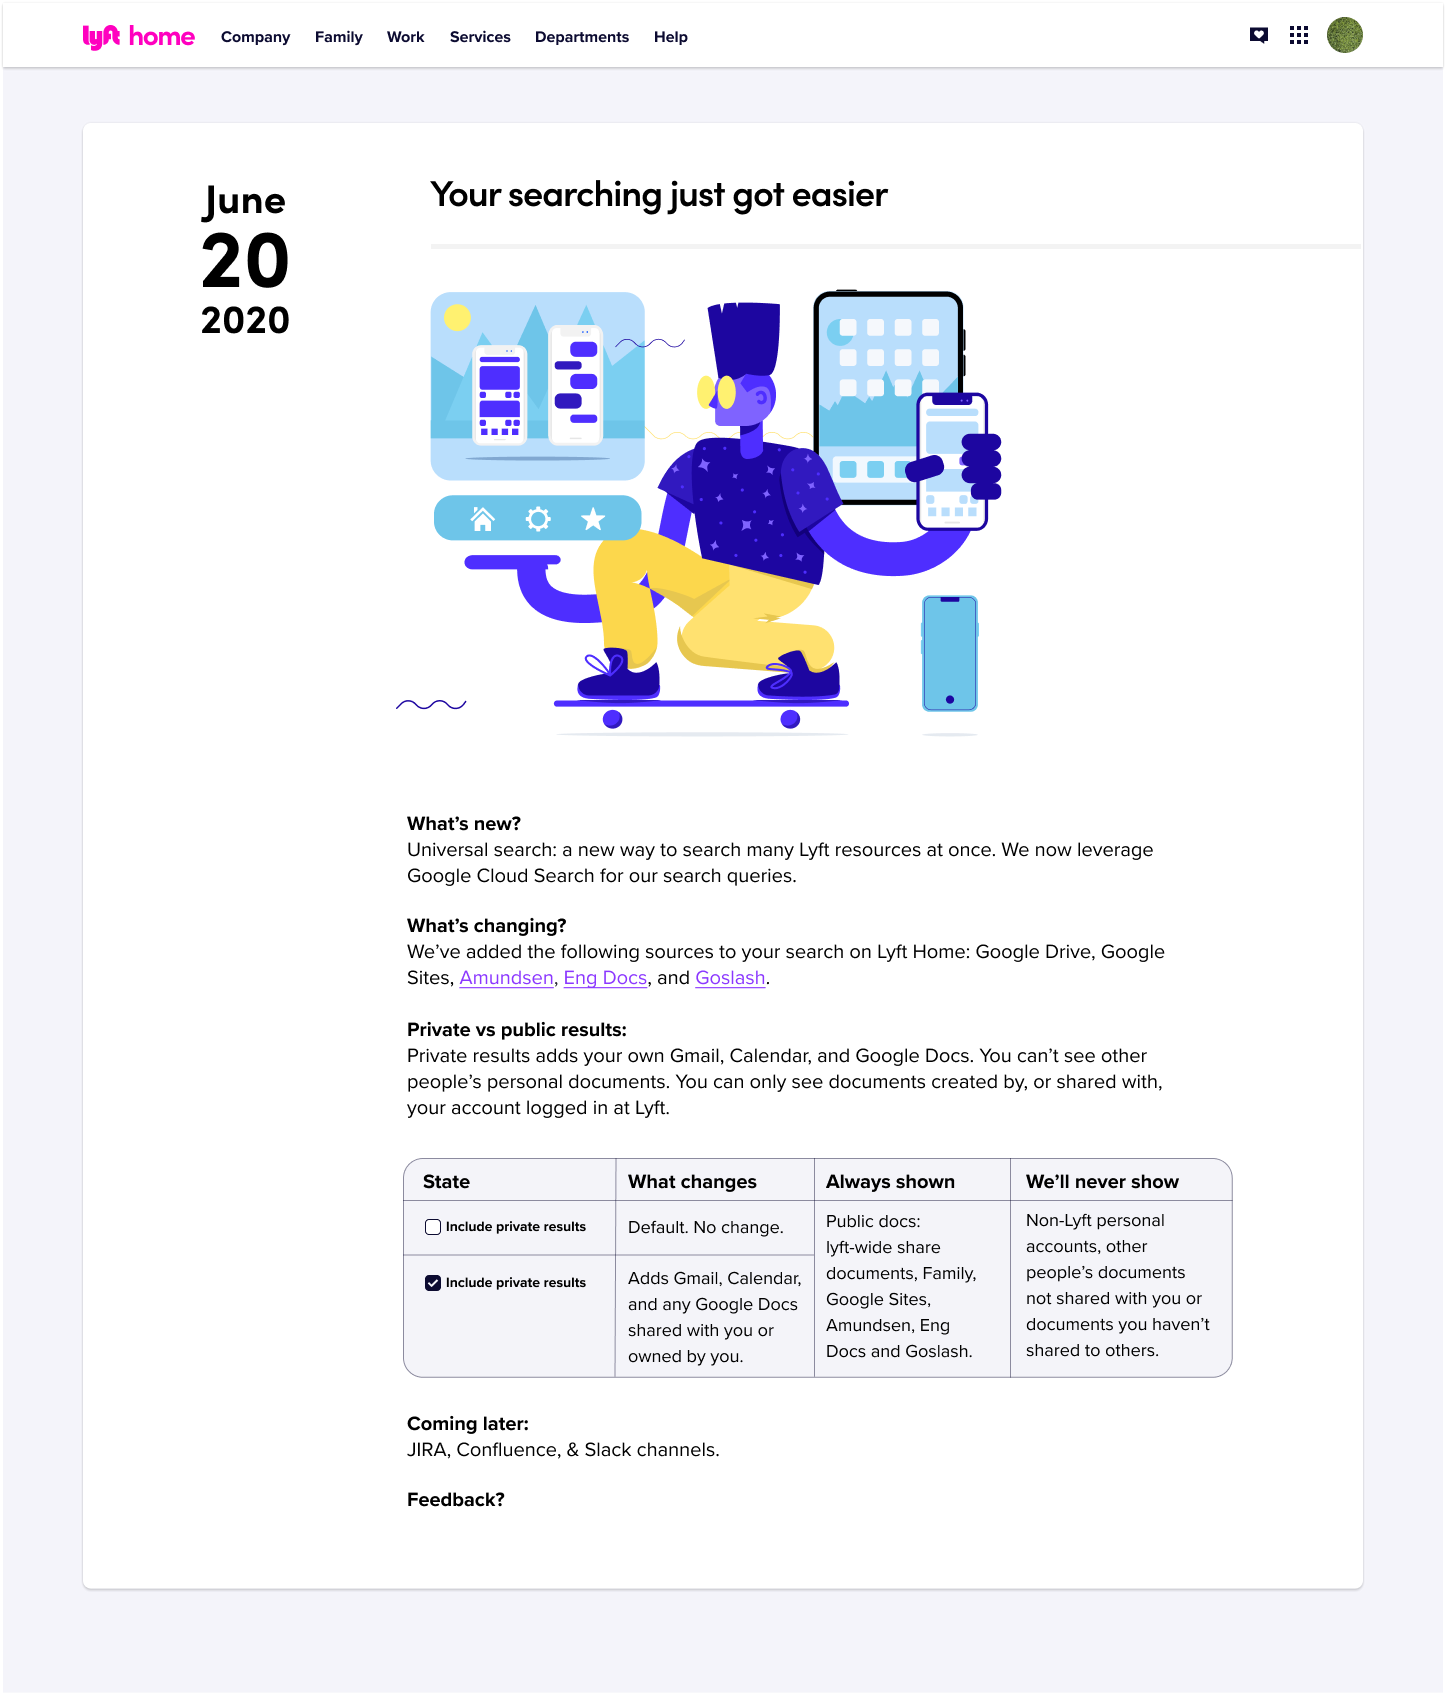 lyft home Company Family Work Services Departments Help
June
20
2020
Your searching just got easier
What's new?
Universal search: a new way to search many Lyft resources at once. We now leverage
Google Cloud Search for our search queries.
What's changing?
We've added the following sources to your search on Lyft Home: Google Drive, Google
Sites, Amundsen, Eng Docs, and Goslash.
Private vs public results:
Private results adds your own Gmail, Calendar, and Google Docs. You can't see other
people's personal documents. You can only see documents created by, or shared with,
your account logged in at Lyft.
State
What changes
Always shown
We'll never show
Include private results
Default. No change.
Include private results
Adds Gmail, Calendar,
and any Google Docs
shared with you or
owned by you.
Public docs:
lyft-wide share
documents, Family,
Google Sites,
Amundsen, Eng
Docs and Goslash.
Non-Lyft personal
accounts, other
people's documents
not shared with you or
documents you haven't
shared to others.
Coming later:
JIRA, Confluence, & Slack channels.
Feedback?